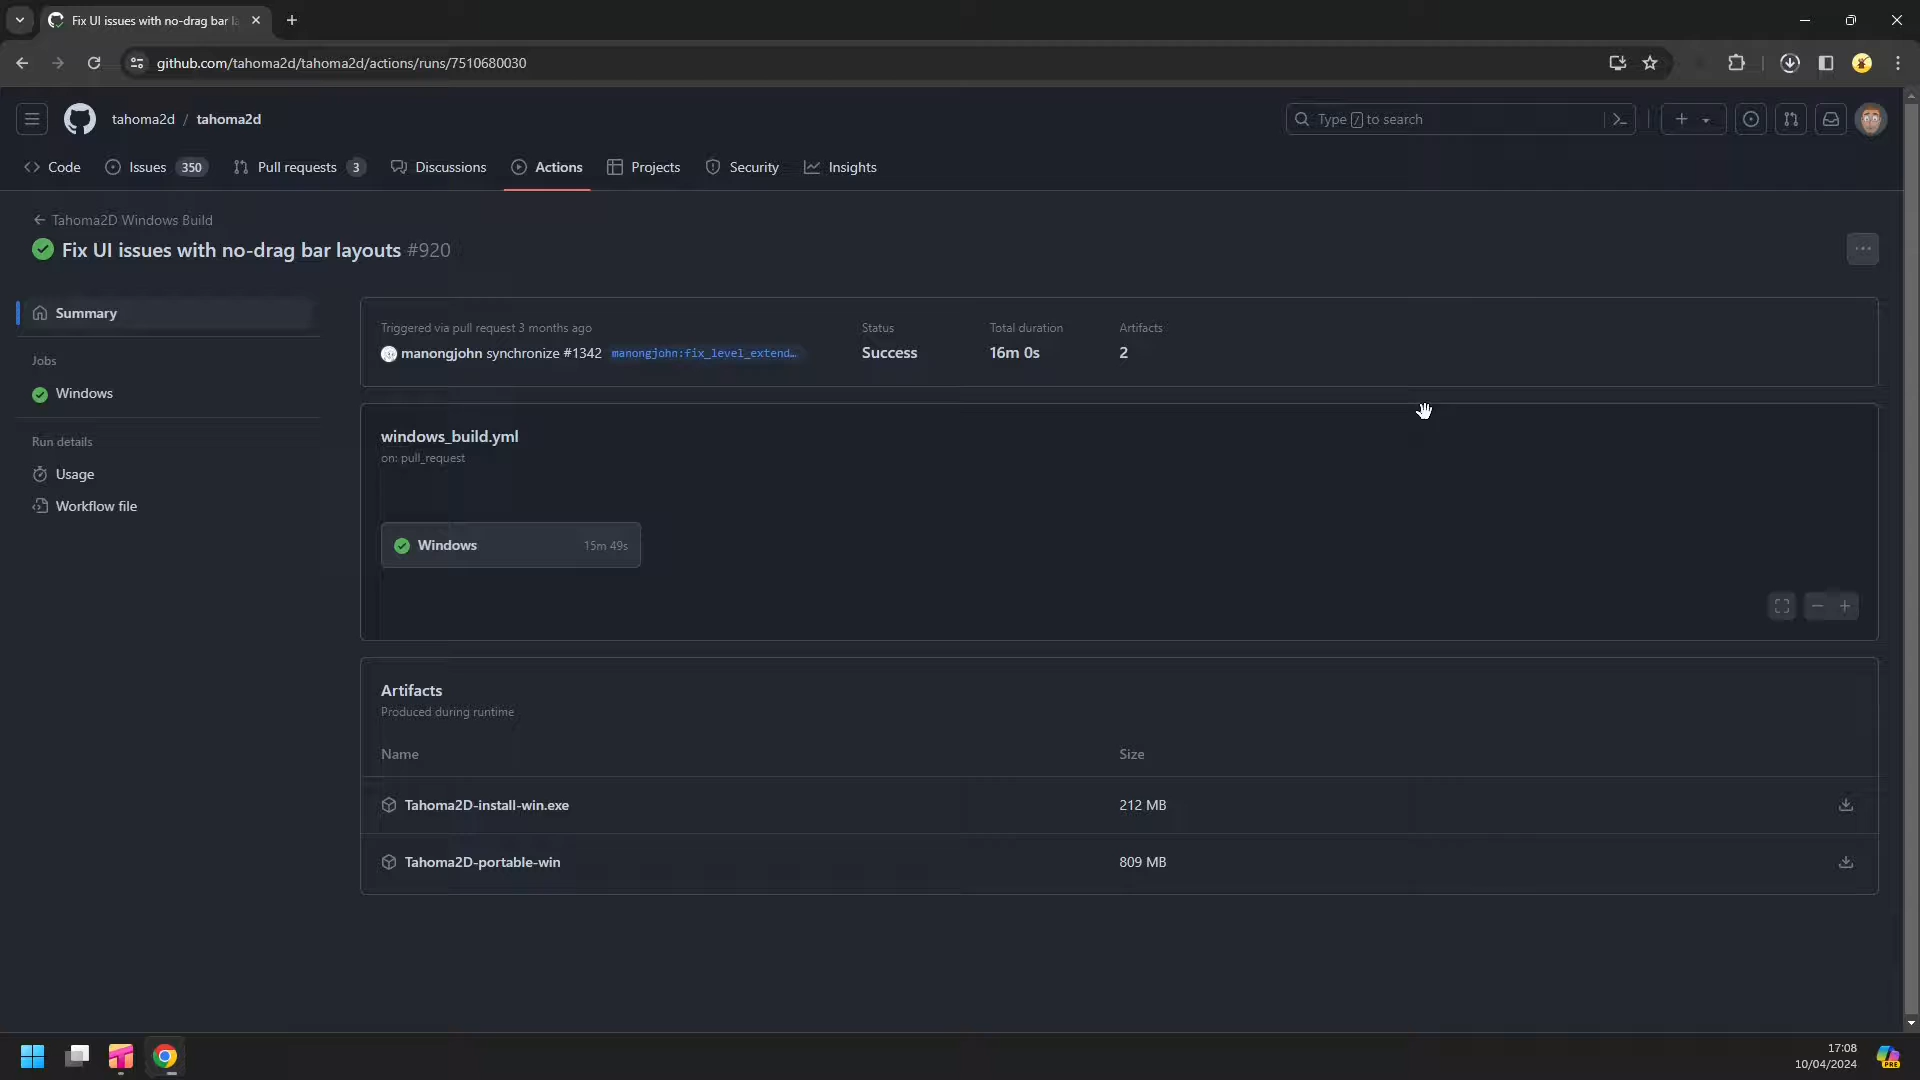 Fix UI issues with no-drag bar l
github.com/tahoma2d/tahoma2d/actions/runs/7510680030
tahoma2d / tahoma2d
Type / to search
Code
Issues 350
Pull requests 3
Discussions
Actions
Projects
Security
Insights
Tahoma2D Windows Build
Fix UI issues with no-drag bar layouts #920
Summary
Jobs
Windows
Run details
Usage
Workflow file
Triggered via pull request 3 months ago
Status
Total duration
Artifacts
manongjohn synchronize #1342 manongjohn:fix_level_extend…
Success
16m 0s
2
windows_build.yml
on: pull_request
Windows 15m 49s
Artifacts
Produced during runtime
Name Size
Tahoma2D-install-win.exe 212 MB
Tahoma2D-portable-win 809 MB
17:08
10/04/2024
PRE